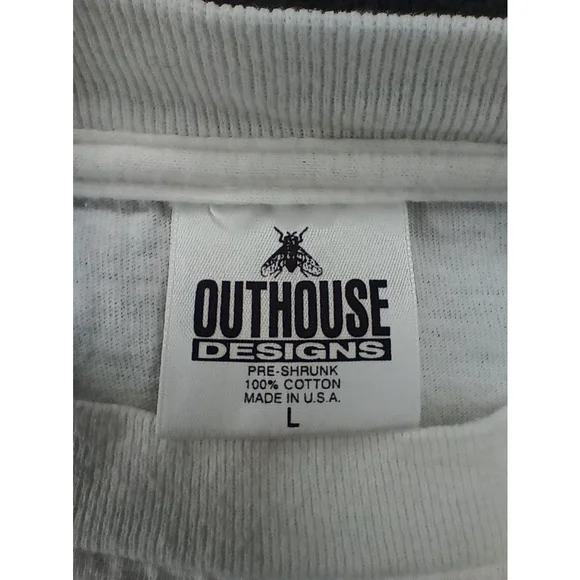 OUTHOUSE
DESIGNS
PRE-SHRUNK
100% COTTON
MADE IN U.S.A.
L